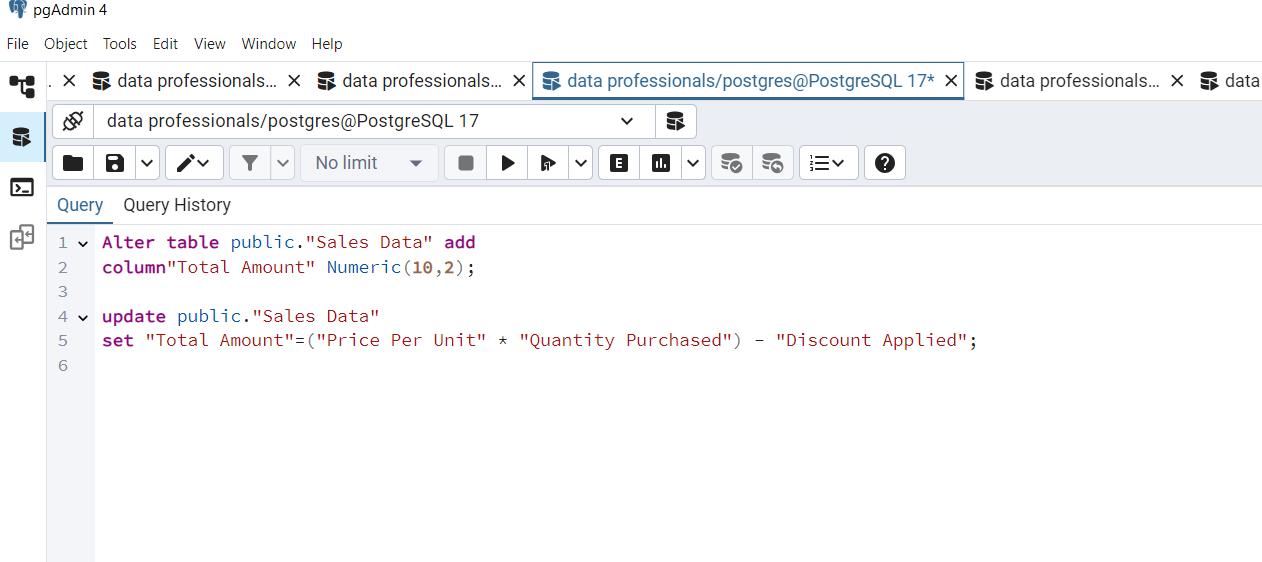 pgAdmin 4
File Object Tools Edit View Window Help
. data professionals... data professionals... data professionals/postgres@PostgreSQL 17* data professionals... data
data professionals/postgres@PostgreSQL 17
No limit E
Query Query History
1 Alter table public."Sales Data" add
2 column"Total Amount" Numeric(10,2);
3
4 update public."Sales Data"
5 set "Total Amount"=("Price Per Unit" * "Quantity Purchased") - "Discount Applied";
6